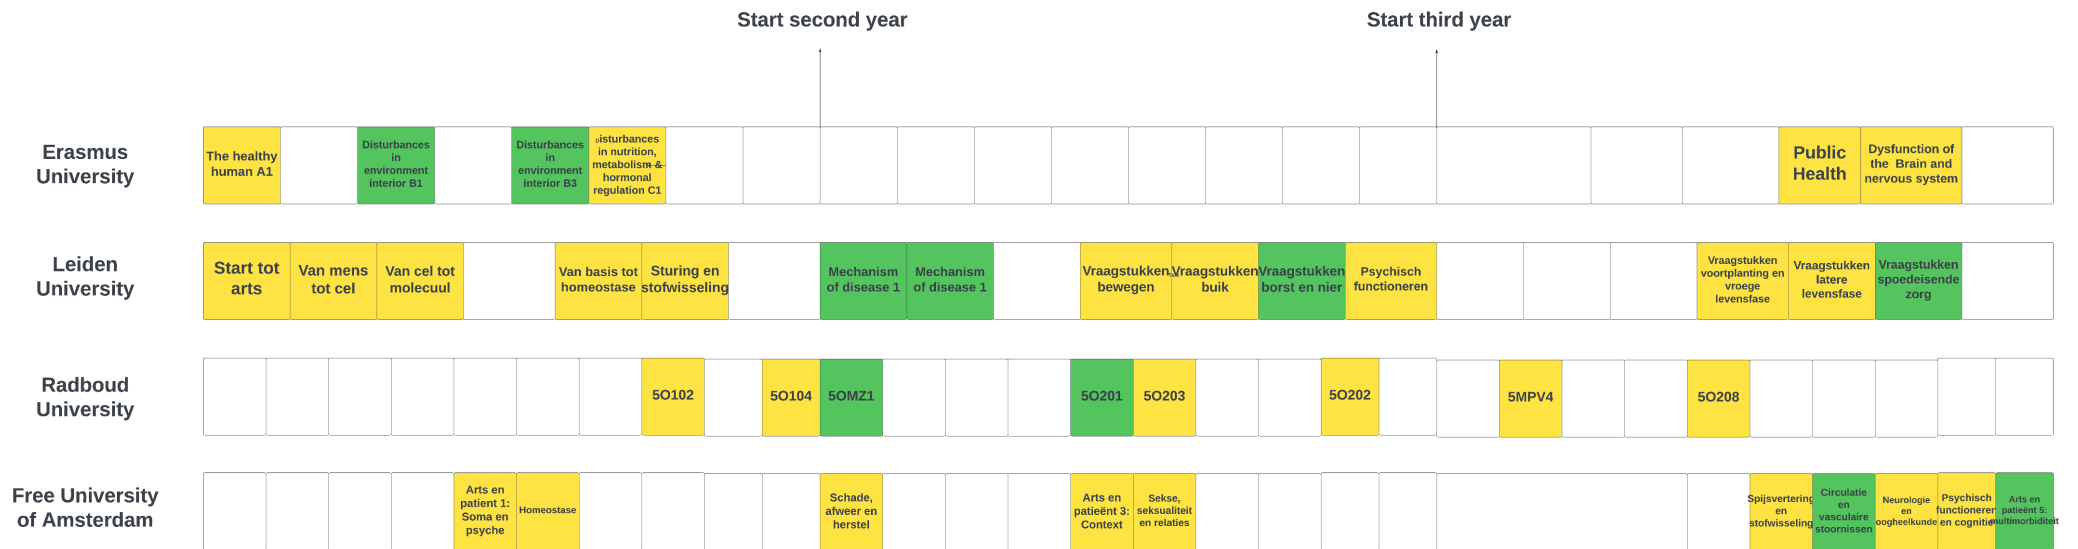 Start second year
Start third year
Erasmus
University
The healthy
human A1
Disturbances
in
environment
interior B1
Disturbances
in
environment
interior B3
Disturbances
in nutrition,
metabolism &
hormonal
regulation C1
Public
Health
Dysfunction of
the Brain and
nervous system
Leiden
University
Start tot
arts
Van mens
tot cel
Van cel tot
molecuul
Van basis tot
homeostase
Sturing en
stofwisseling
Mechanism
of disease 1
Mechanism
of disease 1
Vraagstukken
bewegen
Vraagstukken
buik
Vraagstukken
borst en nier
Psychisch
functioneren
Vraagstukken
voortplanting en
vroege
levensfase
Vraagstukken
latere
levensfase
Vraagstukken
spoedeisende
zorg
Radboud
University
5O102
5O104
5OMZ1
5O201
5O203
5O202
5MPV4
5O208
Free University
of Amsterdam
Arts en
patient 1:
Soma en
psyche
Homeostase
Schade,
afweer en
herstel
Arts en
patieënt 3:
Context
Sekse,
seksualiteit
en relaties
Spijsvertering
en
stofwisseling
Circulatie
en
vasculaire
stoornissen
Neurologie
en
oogheelkunde
Psychisch
functioneren
en cognitie
Arts en
patieënt 5:
multimorbiditeit